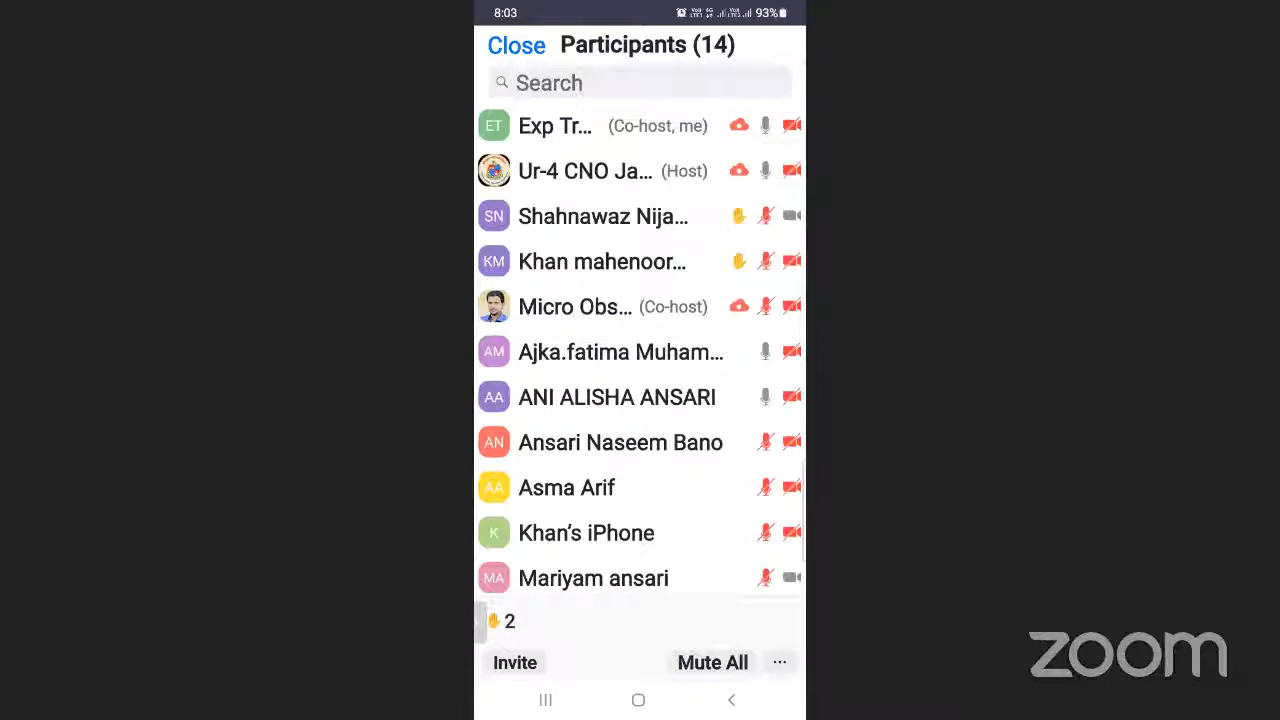 8:03 93%
Close Participants (14)
Search
ET Exp Tr... (Co-host, me)
Ur-4 CNO Ja... (Host)
SN Shahnawaz Nija...
KM Khan mahenoor...
Micro Obs... (Co-host)
AM Ajka.fatima Muham...
AA ANI ALISHA ANSARI
AN Ansari Naseem Bano
AA Asma Arif
K Khan’s iPhone
MA Mariyam ansari
2
Invite Mute All ...
zoom